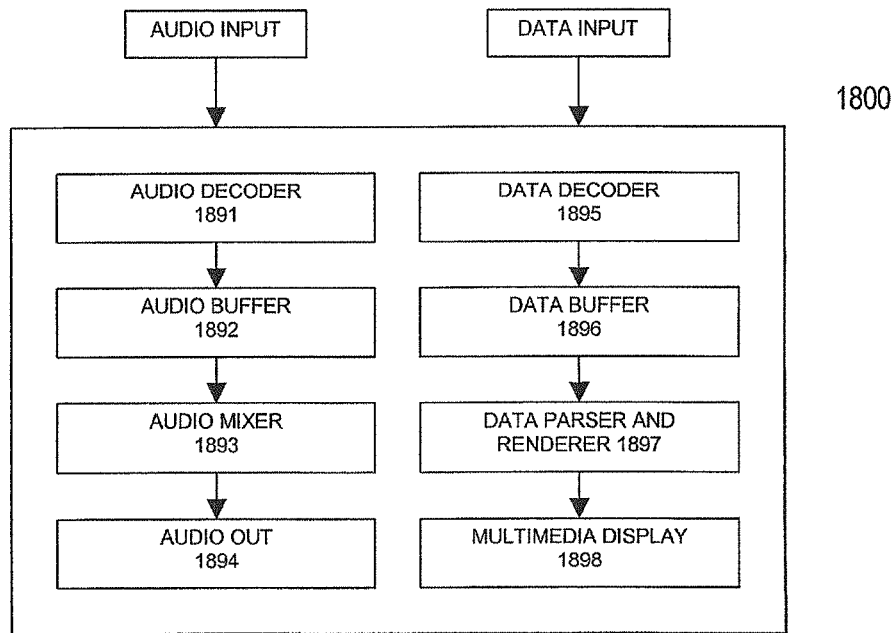 AUDIO INPUT
DATA INPUT
1800
AUDIO DECODER
1891
DATA DECODER
1895
AUDIO BUFFER
1892
DATA BUFFER
1896
AUDIO MIXER
1893
DATA PARSER AND
RENDERER 1897
AUDIO OUT
1894
MULTIMEDIA DISPLAY
1898